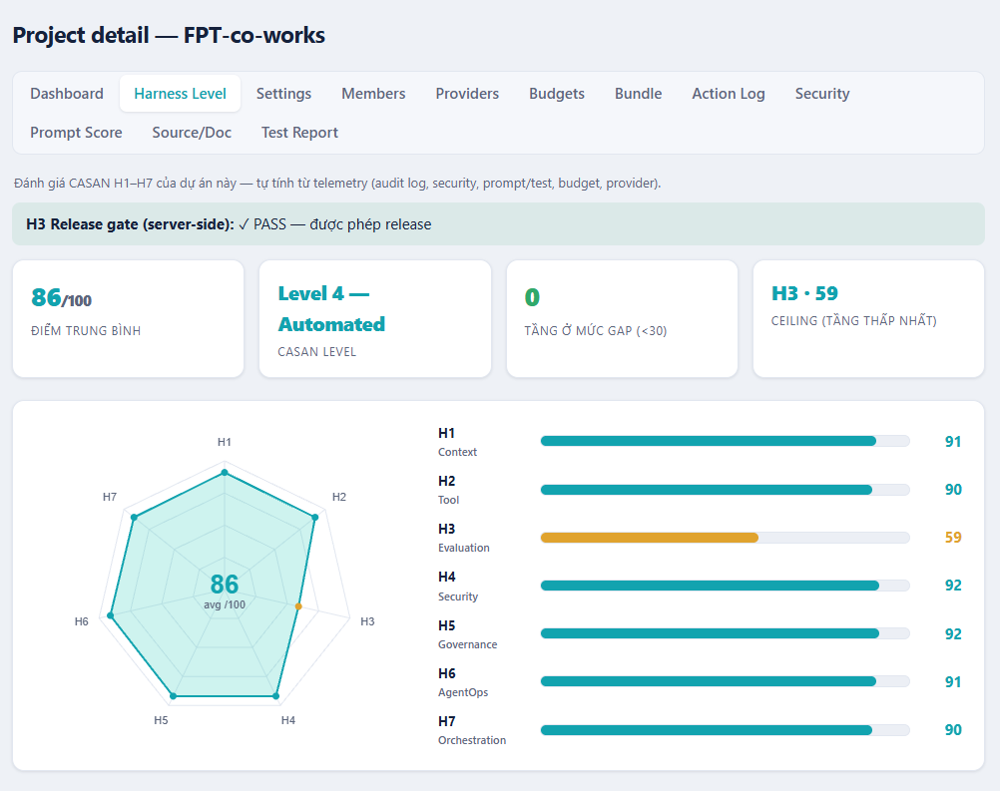 Project detail — FPT-co-works
Dashboard Harness Level Settings Members Providers Budgets Bundle Action Log Security
Prompt Score Source/Doc Test Report
Đánh giá CASAN H1–H7 của dự án này — tự tính từ telemetry (audit log, security, prompt/test, budget, provider).
H3 Release gate (server-side): ✓ PASS — được phép release
86/100
ĐIỂM TRUNG BÌNH
Level 4 —
Automated
CASAN LEVEL
0
TẦNG Ở MỨC GAP (<30)
H3 · 59
CEILING (TẦNG THẤP NHẤT)
H1
H2
H3
H4
H5
H6
H7
86
avg /100
H1
Context
91
H2
Tool
90
H3
Evaluation
59
H4
Security
92
H5
Governance
92
H6
AgentOps
91
H7
Orchestration
90